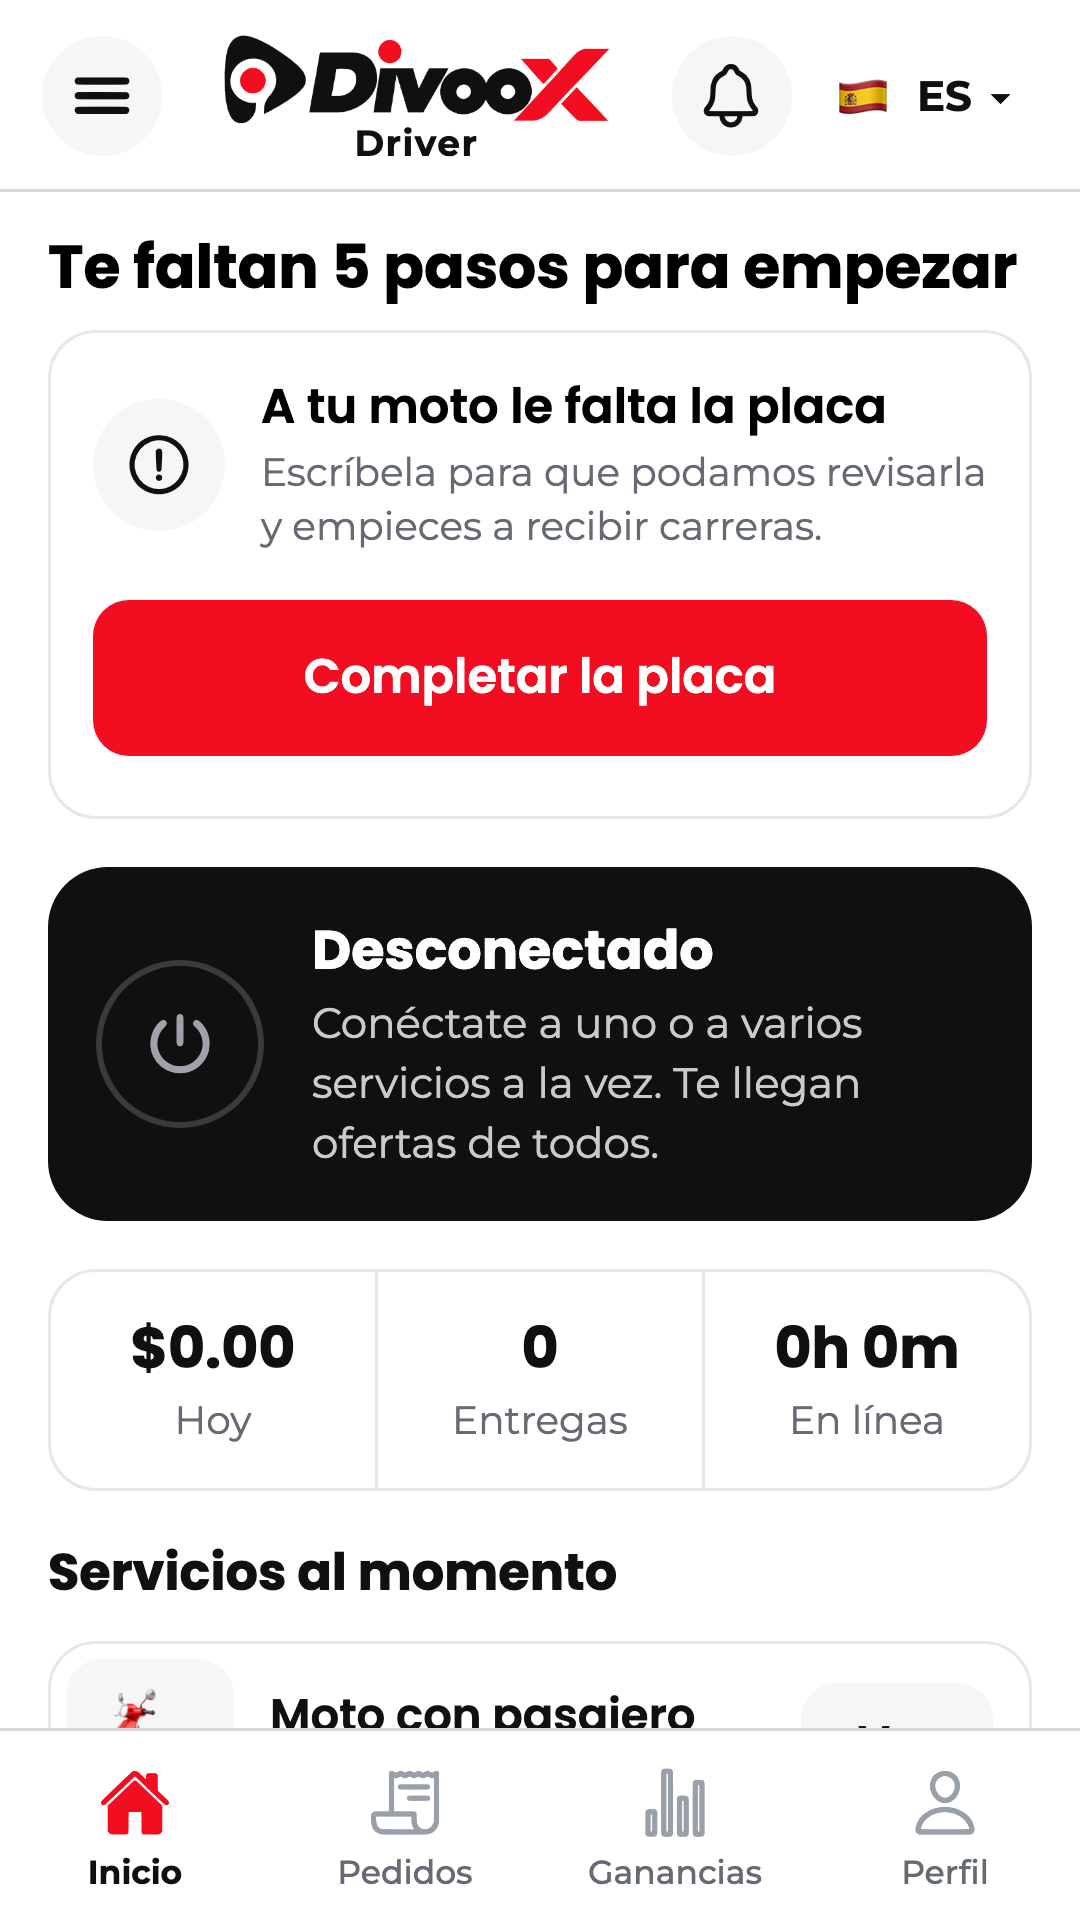 DivooX
Driver
ES
Te faltan 5 pasos para empezar
A tu moto le falta la placa
Escríbela para que podamos revisarla
y empieces a recibir carreras.
Completar la placa
Desconectado
Conéctate a uno o a varios
servicios a la vez. Te llegan
ofertas de todos.
$0.00
Hoy
0
Entregas
0h 0m
En línea
Servicios al momento
Moto con pasajero
Inicio
Pedidos
Ganancias
Perfil